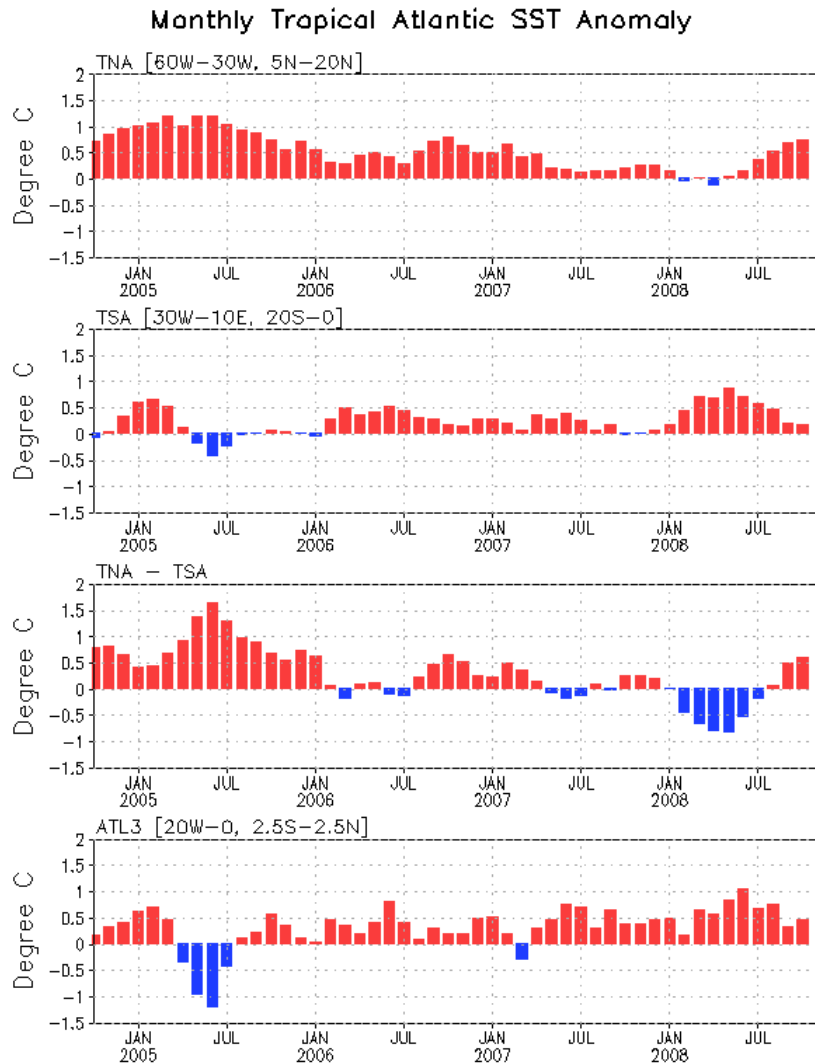 Monthly Tropical Atlantic SST Anomaly
TNA [60W-30W, 5N-20N]
Degree C
2
1.5
1
0.5
0
-0.5
-1
-1.5
JAN JUL JAN JUL JAN JUL JAN JUL
2005 2006 2007 2008
TSA [30W-10E, 20S-0]
Degree C
2
1.5
1
0.5
0
-0.5
-1
-1.5
JAN JUL JAN JUL JAN JUL JAN JUL
2005 2006 2007 2008
TNA - TSA
Degree C
2
1.5
1
0.5
0
-0.5
-1
-1.5
JAN JUL JAN JUL JAN JUL JAN JUL
2005 2006 2007 2008
ATL3 [20W-0, 2.5S-2.5N]
Degree C
2
1.5
1
0.5
0
-0.5
-1
-1.5
JAN JUL JAN JUL JAN JUL JAN JUL
2005 2006 2007 2008